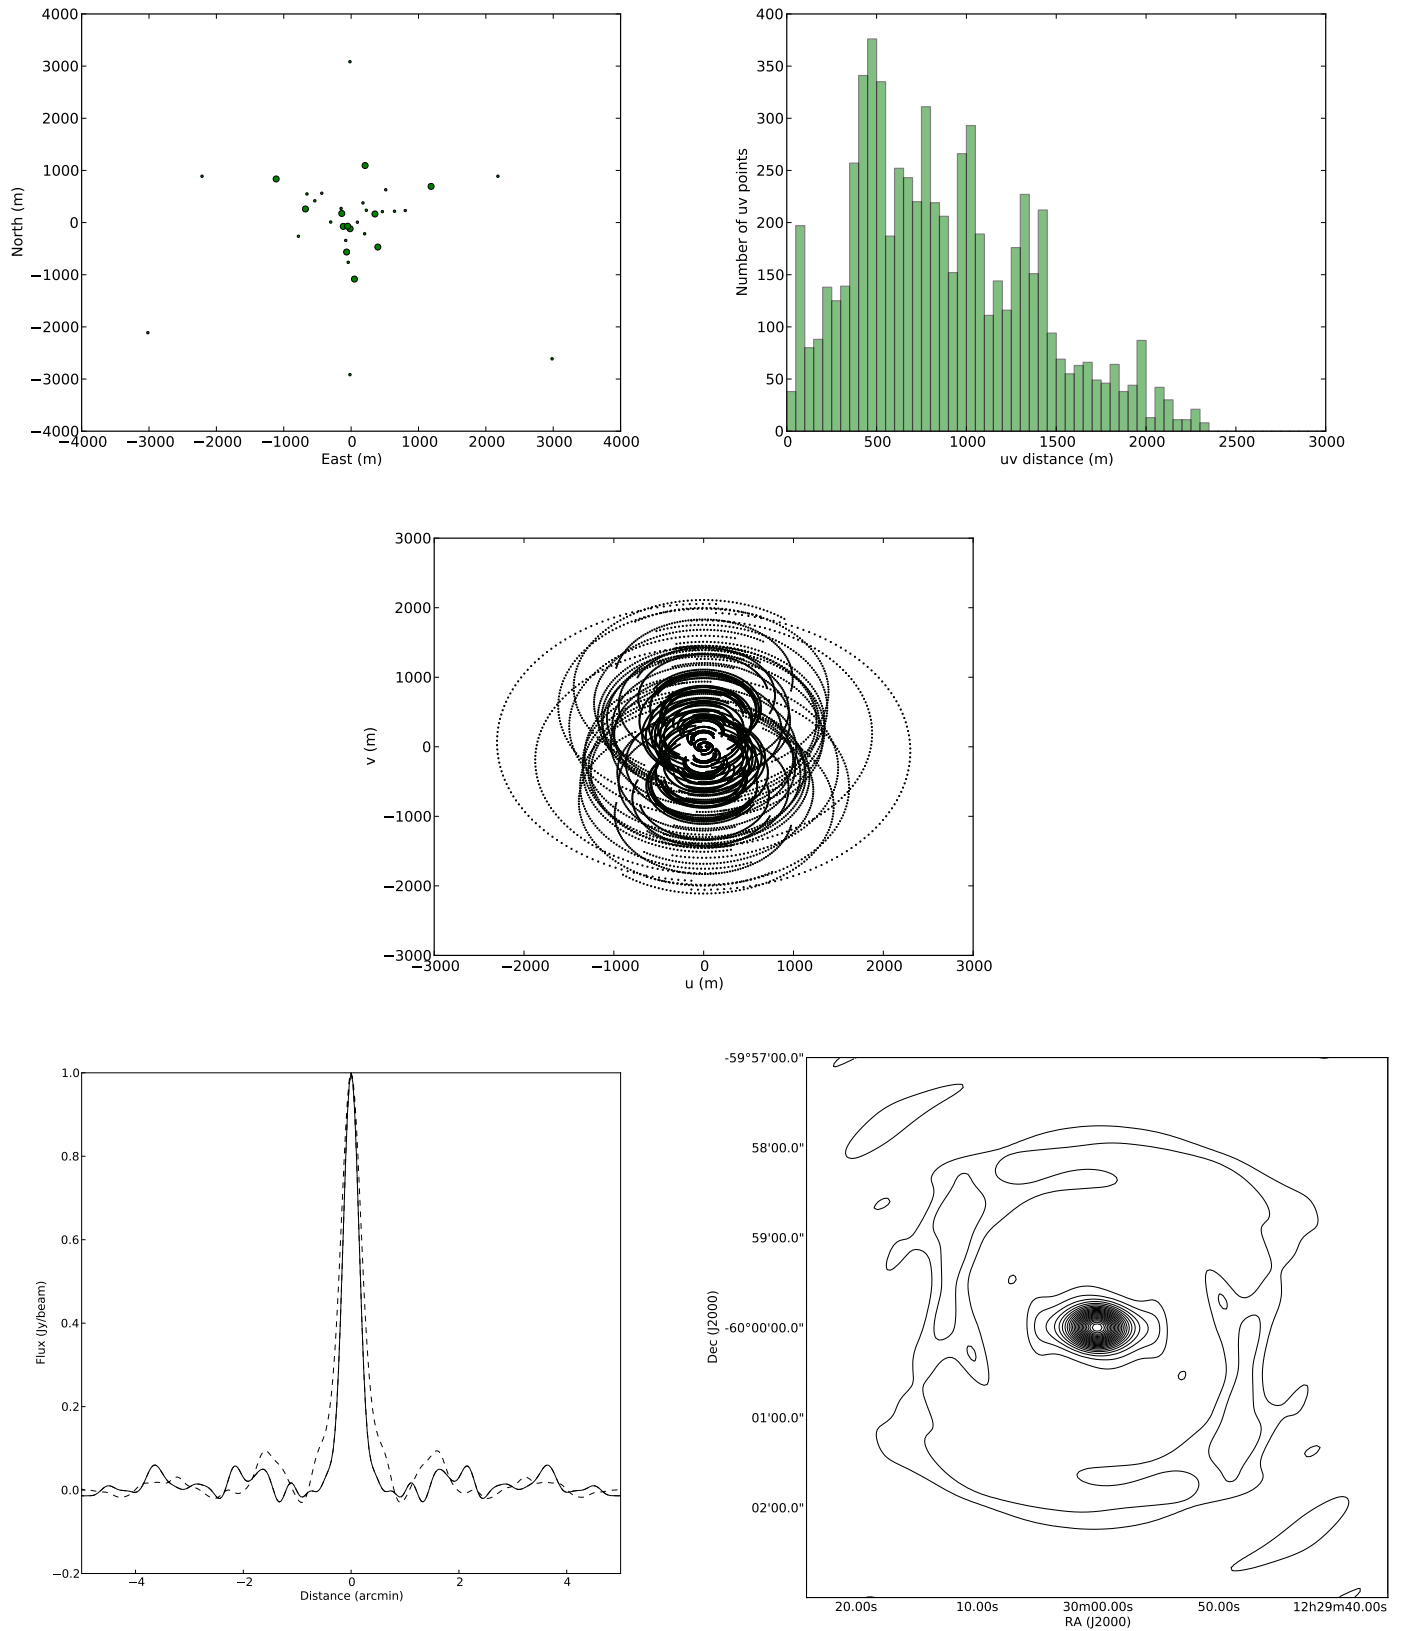 4000
3000
2000
1000
0
−1000
−2000
−3000
−4000
North (m)
−4000 −3000 −2000 −1000 0 1000 2000 3000 4000
East (m)
400
350
300
250
200
150
100
50
0
Number of uv points
0 500 1000 1500 2000 2500 3000
uv distance (m)
3000
2000
1000
0
−1000
−2000
−3000
v (m)
−3000 −2000 −1000 0 1000 2000 3000
u (m)
1.0
0.8
0.6
0.4
0.2
0.0
−0.2
Flux (Jy/beam)
−4 −2 0 2 4
Distance (arcmin)
-59°57'00.0"
58'00.0"
59'00.0"
-60°00'00.0"
01'00.0"
02'00.0"
Dec (J2000)
20.00s 10.00s 30m00.00s 50.00s 12h29m40.00s
RA (J2000)